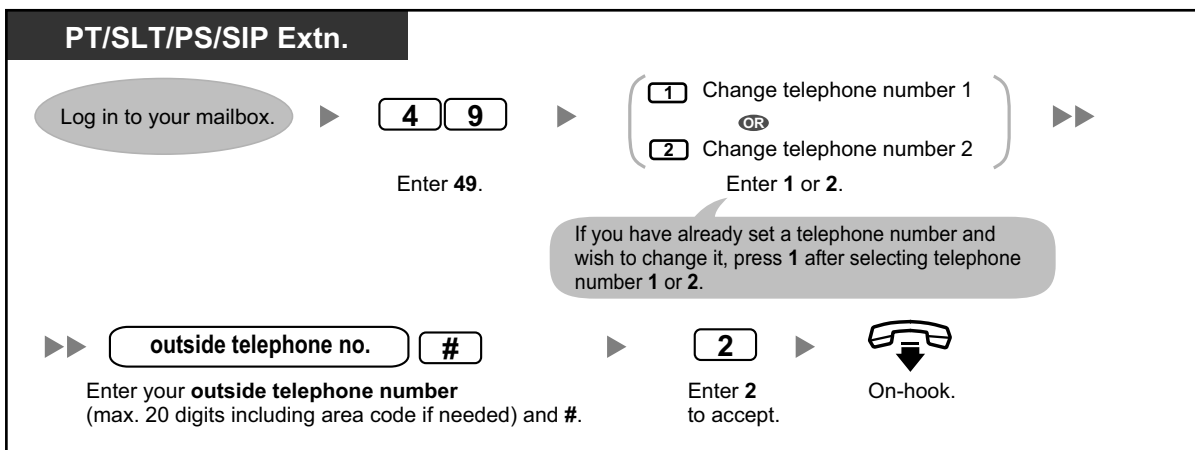 PT/SLT/PS/SIP Extn.
Log in to your mailbox.
4 9
Enter 49.
1 Change telephone number 1
OR
2 Change telephone number 2
Enter 1 or 2.
If you have already set a telephone number and
wish to change it, press 1 after selecting telephone
number 1 or 2.
outside telephone no. #
Enter your outside telephone number
(max. 20 digits including area code if needed) and #.
2
Enter 2
to accept.
On-hook.